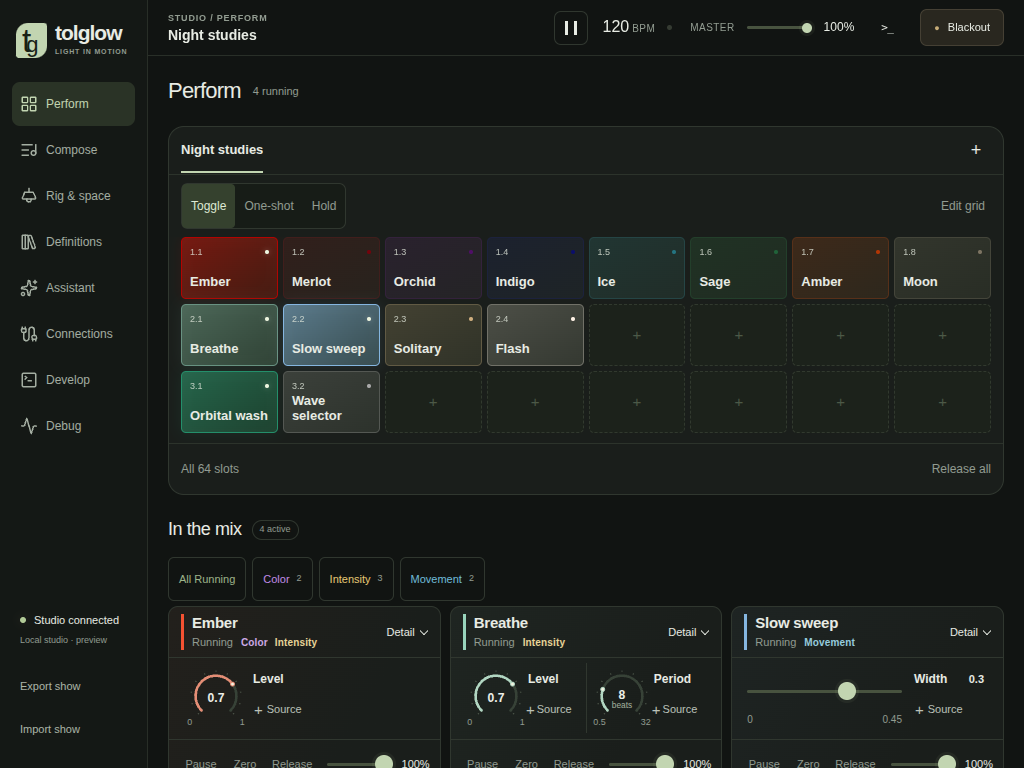 tg
tolglow
LIGHT IN MOTION
Perform
Compose
Rig & space
Definitions
Assistant
Connections
Develop
Debug
Studio connected
Local studio · preview
Export show
Import show
STUDIO / PERFORM
Night studies
120 BPM
MASTER
100%
>_
Blackout
Perform
4 running
Night studies
+
Toggle
One-shot
Hold
Edit grid
1.1
Ember
1.2
Merlot
1.3
Orchid
1.4
Indigo
1.5
Ice
1.6
Sage
1.7
Amber
1.8
Moon
2.1
Breathe
2.2
Slow sweep
2.3
Solitary
2.4
Flash
+
+
+
+
3.1
Orbital wash
3.2
Wave
selector
+
+
+
+
+
+
All 64 slots
Release all
In the mix
4 active
All Running
Color 2
Intensity 3
Movement 2
Ember
Running Color Intensity
Detail
0.7
0
1
Level
+ Source
Pause
Zero
Release
100%
Breathe
Running Intensity
Detail
0.7
0
1
Level
+ Source
8
beats
0.5
32
Period
+ Source
Pause
Zero
Release
100%
Slow sweep
Running Movement
Detail
0
0.45
Width
0.3
+ Source
Pause
Zero
Release
100%